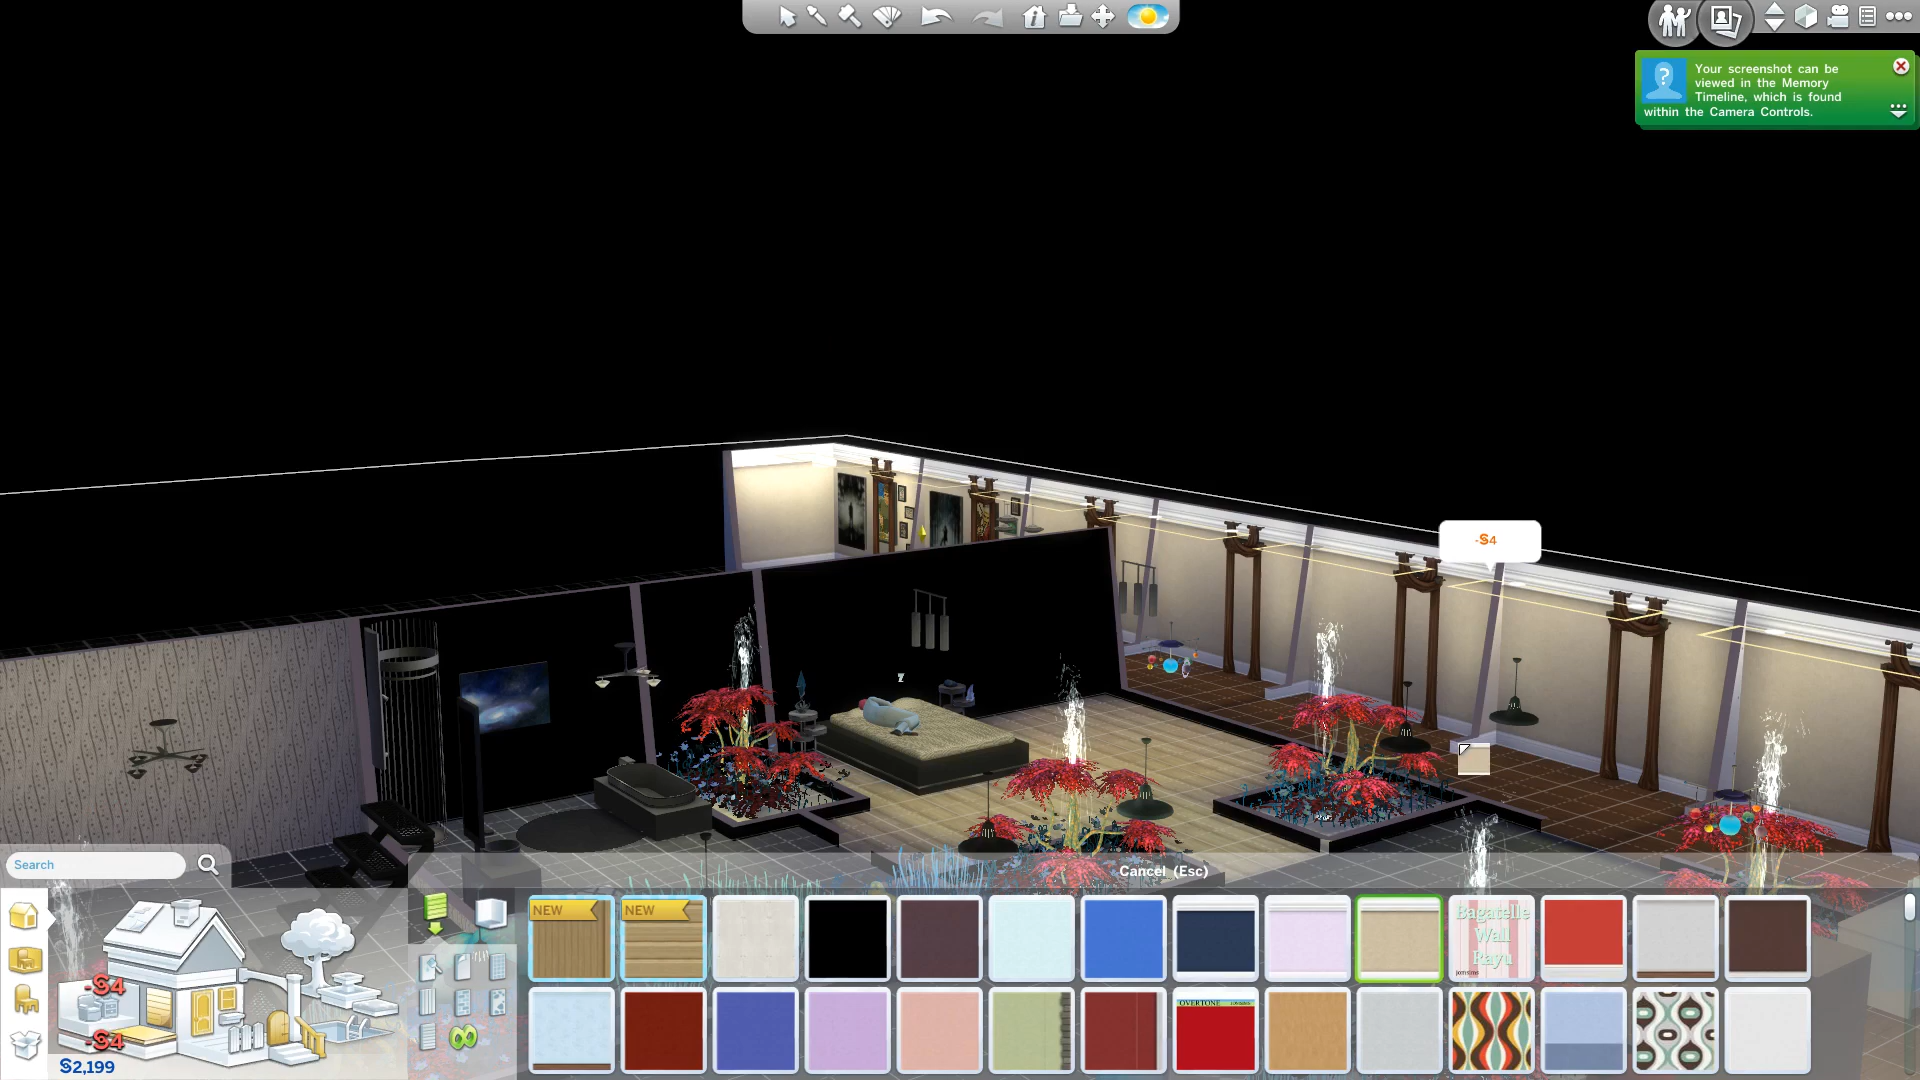 Your screenshot can be
viewed in the Memory
Timeline, which is found
within the Camera Controls.
-§4
z
Search
Cancel (Esc)
NEW
NEW
Bagatelle
Wall
Rayu
OVERTONE
-§4
-§4
§2,199